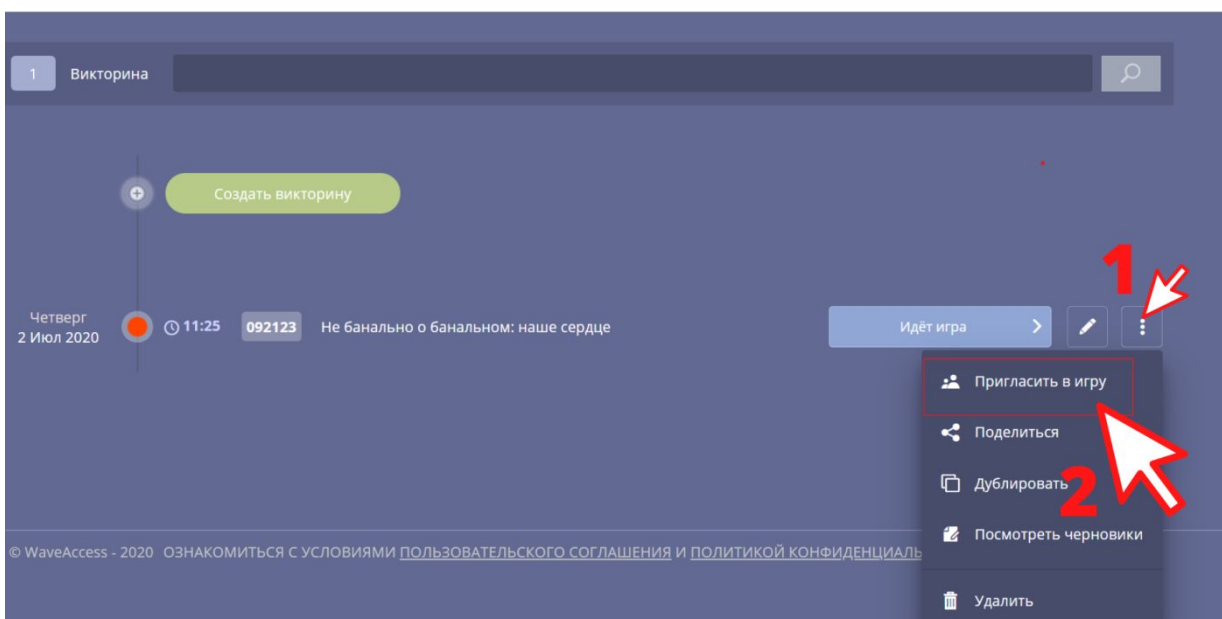 1 Викторина
Создать викторину
1
Четверг
2 Июл 2020
11:25 092123 Не банально о банальном: наше сердце Идёт игра
Пригласить в игру
Поделиться
Дублировать
2
Посмотреть черновики
© WaveAccess - 2020 ОЗНАКОМИТЬСЯ С УСЛОВИЯМИ ПОЛЬЗОВАТЕЛЬСКОГО СОГЛАШЕНИЯ И ПОЛИТИКОЙ КОНФИДЕНЦИАЛЬ
Удалить